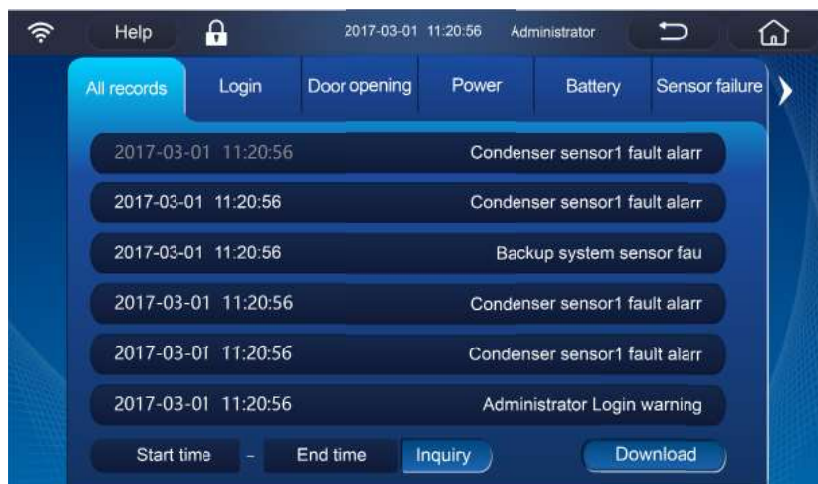 Help 2017-03-01 11:20:56 Administrator
All records Login Door opening Power Battery Sensor failure
2017-03-01 11:20:56 Condenser sensor1 fault alarr
2017-03-01 11:20:56 Condenser sensor1 fault alarr
2017-03-01 11:20:56 Backup system sensor fau
2017-03-01 11:20:56 Condenser sensor1 fault alarr
2017-03-01 11:20:56 Condenser sensor1 fault alarr
2017-03-01 11:20:56 Administrator Login warning
Start time - End time Inquiry Download